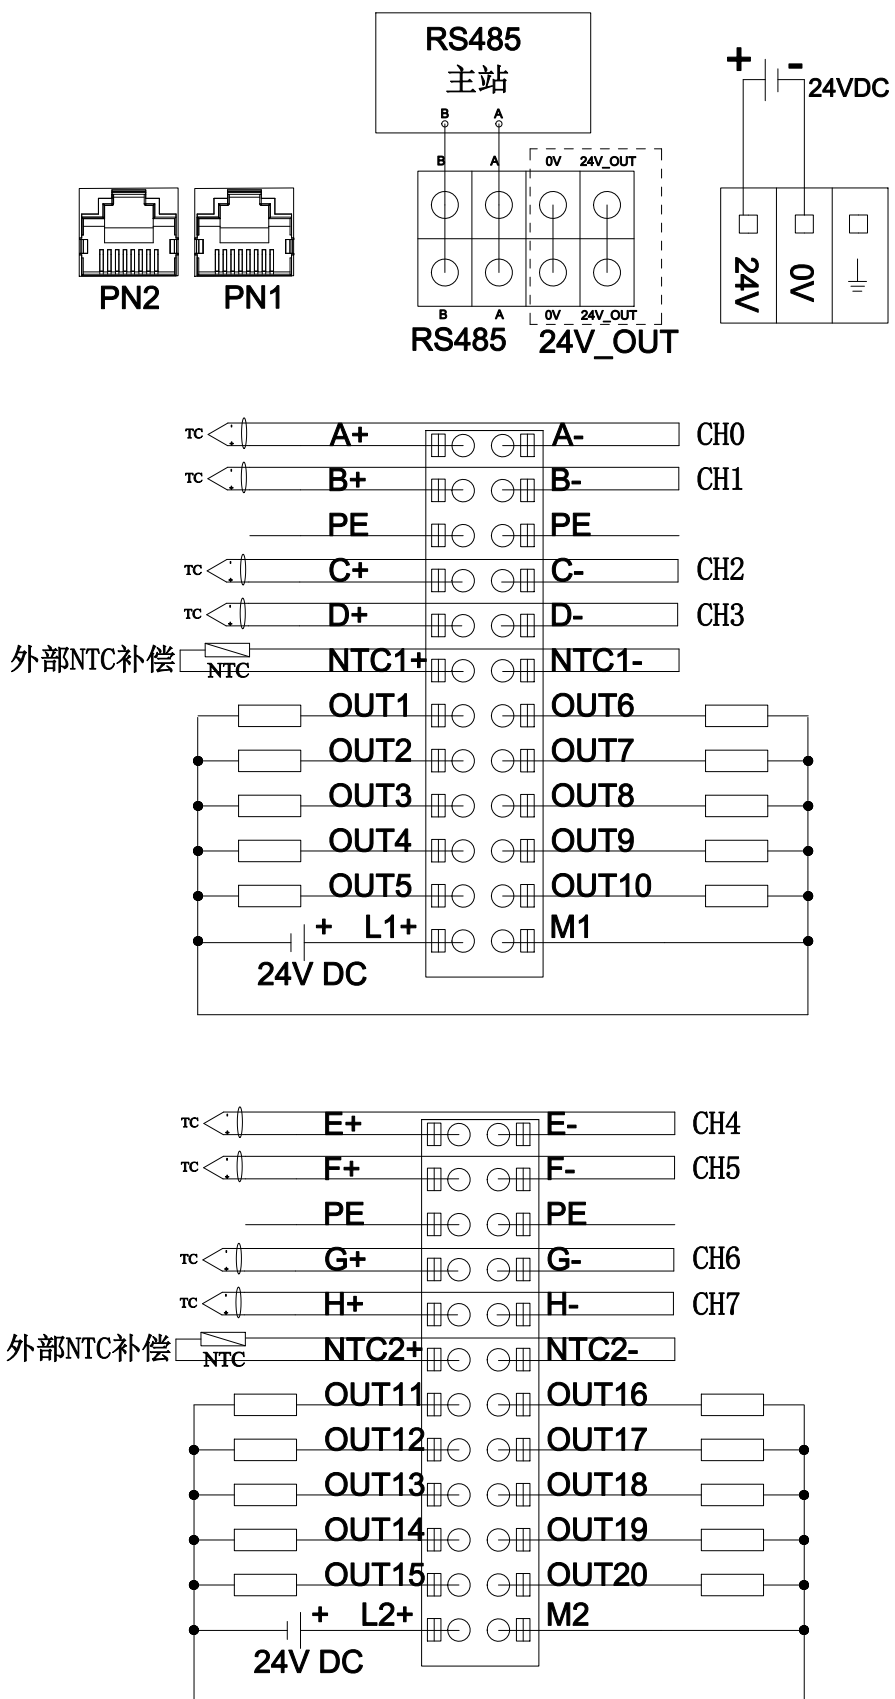 RS485
主站
B A
+ -
24VDC
B A 0V 24V_OUT
PN2 PN1
B A 0V 24V_OUT
RS485 24V_OUT
24V 0V
TC A+ A- CH0
TC B+ B- CH1
PE PE
TC C+ C- CH2
TC D+ D- CH3
外部NTC补偿 NTC NTC1+ NTC1-
OUT1 OUT6
OUT2 OUT7
OUT3 OUT8
OUT4 OUT9
OUT5 OUT10
+ L1+ M1
24V DC
TC E+ E- CH4
TC F+ F- CH5
PE PE
TC G+ G- CH6
TC H+ H- CH7
外部NTC补偿 NTC NTC2+ NTC2-
OUT11 OUT16
OUT12 OUT17
OUT13 OUT18
OUT14 OUT19
OUT15 OUT20
+ L2+ M2
24V DC